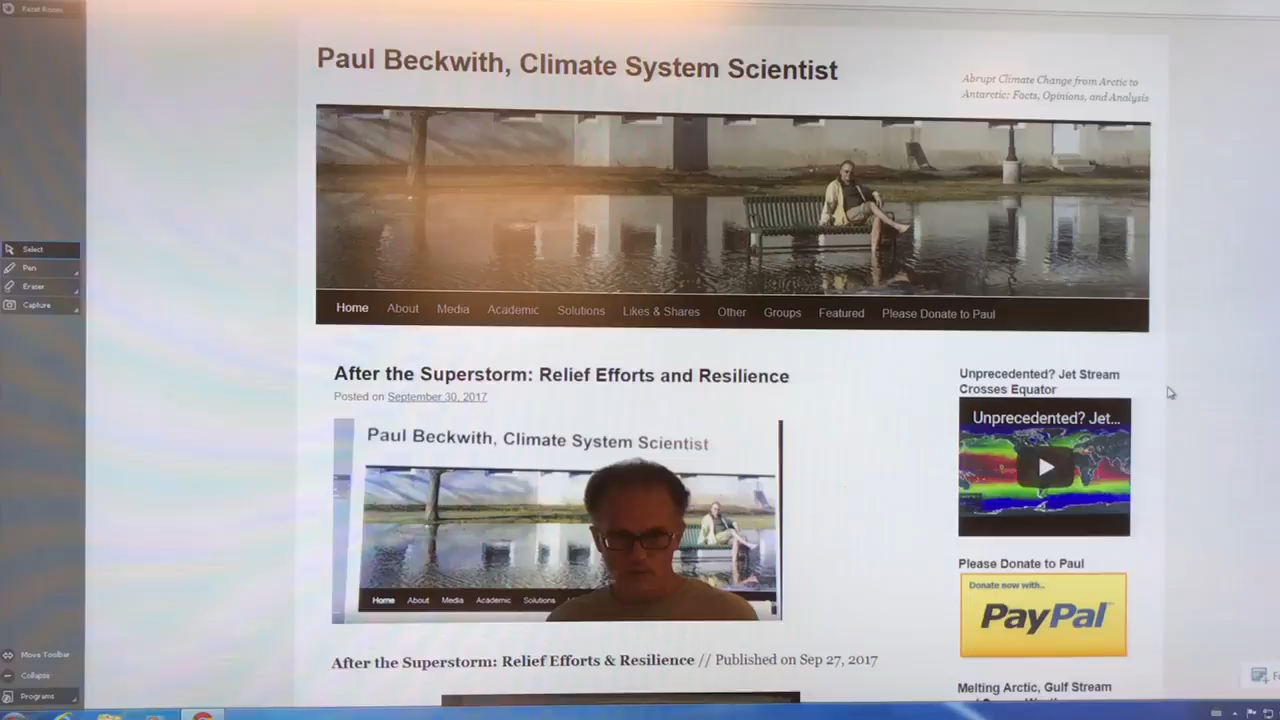 Reset Room
Paul Beckwith, Climate System Scientist
Abrupt Climate Change from Arctic to
Antarctic: Facts, Opinions, and Analysis
Select
Pen
Eraser
Capture
Home About Media Academic Solutions Likes & Shares Other Groups Featured Please Donate to Paul
After the Superstorm: Relief Efforts and Resilience
Posted on September 30, 2017
Paul Beckwith, Climate System Scientist
Home About Media Academic Solutions
After the Superstorm: Relief Efforts & Resilience // Published on Sep 27, 2017
Unprecedented? Jet Stream
Crosses Equator
Unprecedented? Jet...
Please Donate to Paul
Donate now with..
PayPal
Melting Arctic, Gulf Stream
Move Toolbar
Collapse
Programs